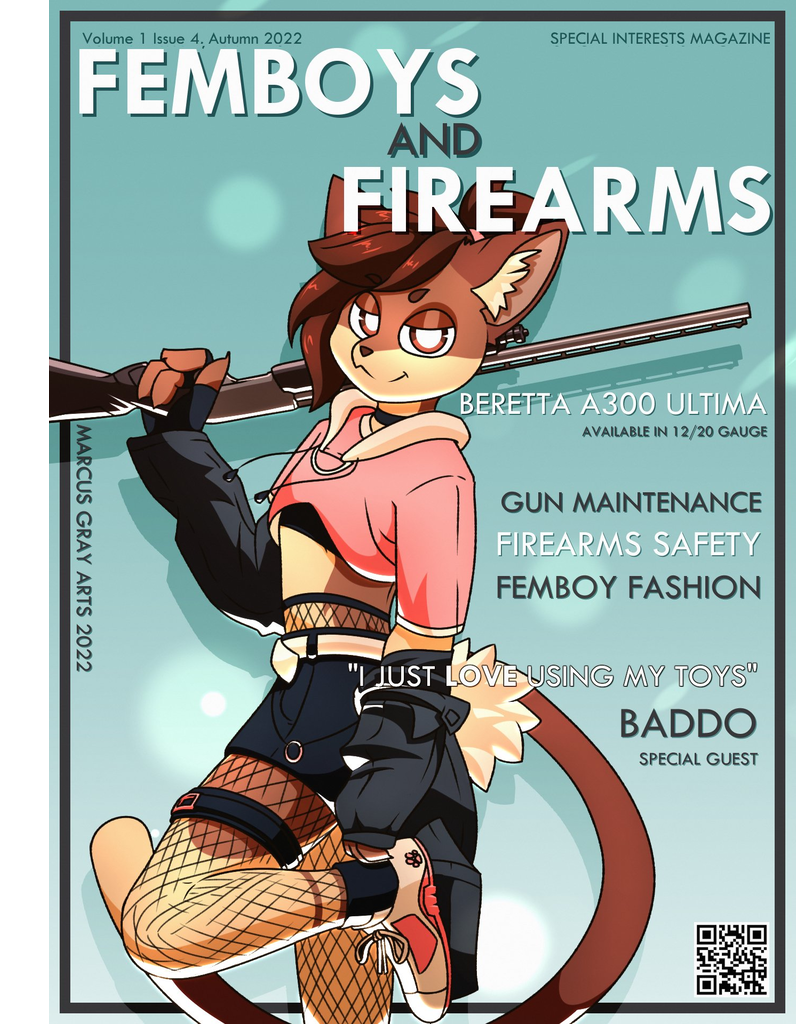 Volume 1 Issue 4, Autumn 2022
SPECIAL INTERESTS MAGAZINE
FEMBOYS
AND
FIREARMS
BERETTA A300 ULTIMA
AVAILABLE IN 12/20 GAUGE
MARCUS GRAY ARTS 2022
GUN MAINTENANCE
FIREARMS SAFETY
FEMBOY FASHION
"I JUST LOVE USING MY TOYS"
BADDO
SPECIAL GUEST